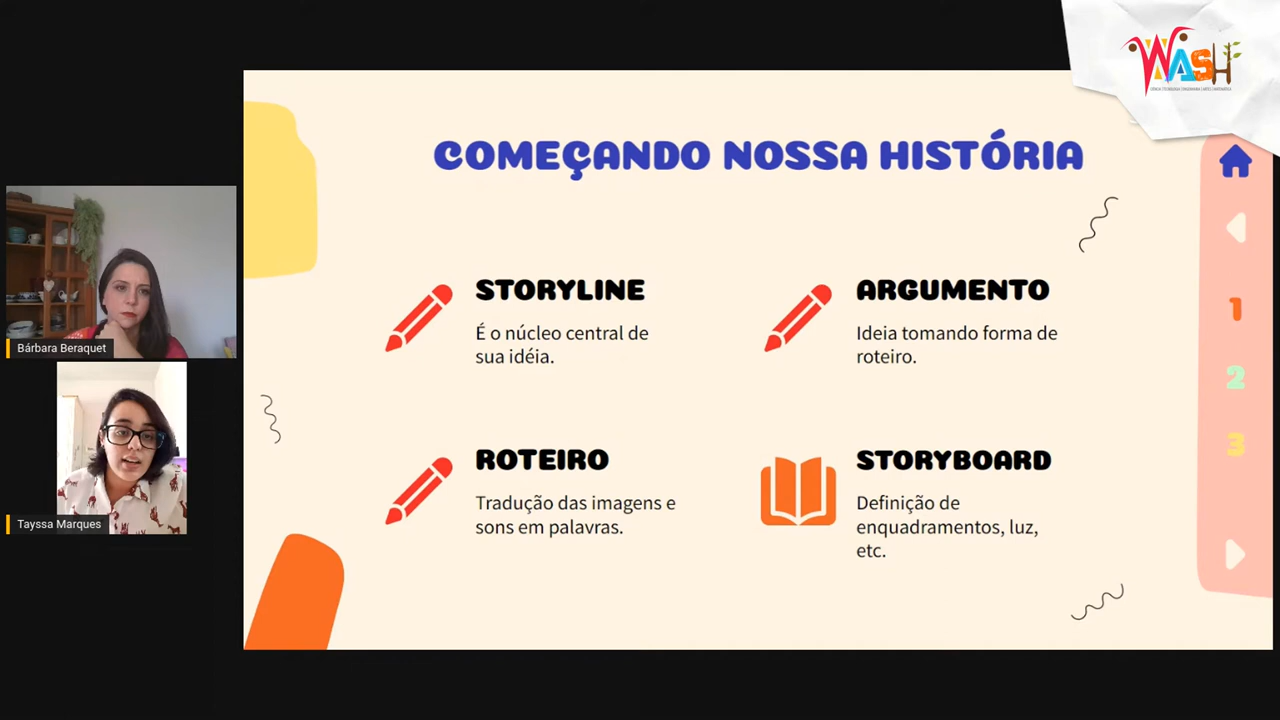 WASH
COMEÇANDO NOSSA HISTÓRIA
STORYLINE
É o núcleo central de
sua idéia.
ARGUMENTO
Ideia tomando forma de
roteiro.
ROTEIRO
Tradução das imagens e
sons em palavras.
STORYBOARD
Definição de
enquadramentos, luz,
etc.
1
2
3
Bárbara Beraquet
Tayssa Marques